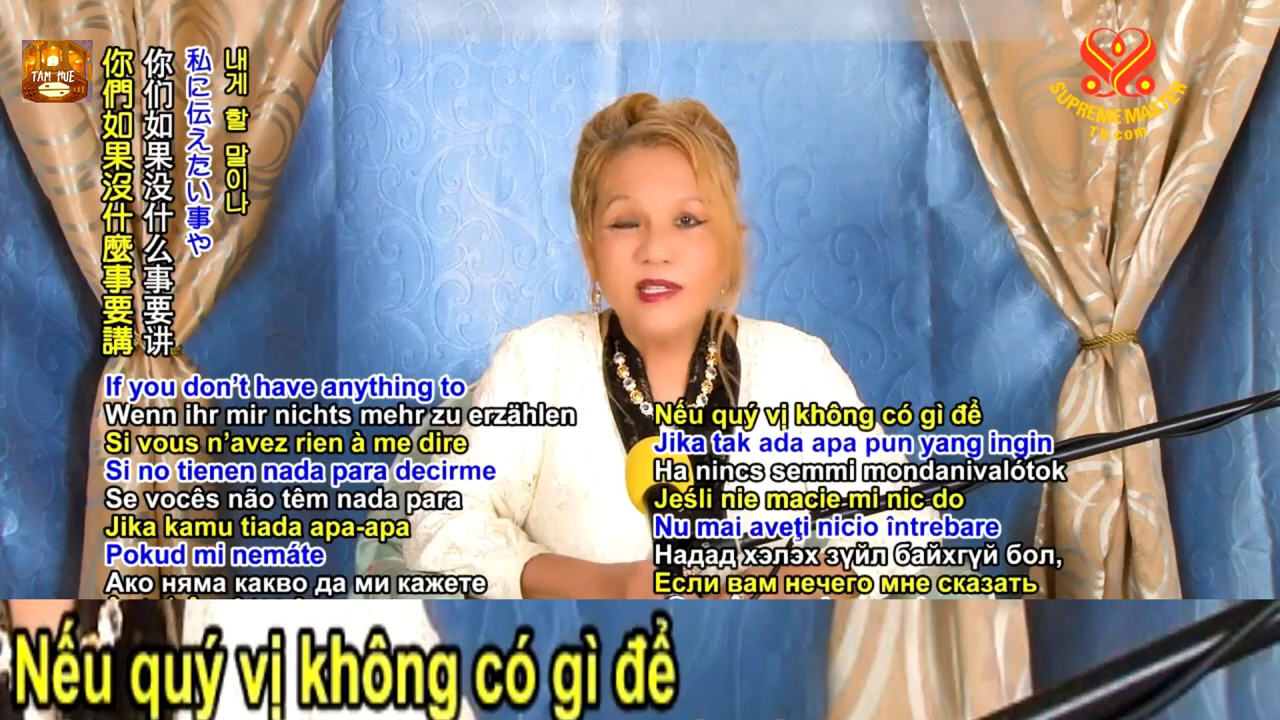 TAM HUE
SUPREME MASTER
TV.com
내게 할 말이나
私に伝えたい事や
你们如果没什么事要讲
你們如果沒什麼事要講
If you don't have anything to
Wenn ihr mir nichts mehr zu erzählen
Si vous n'avez rien à me dire
Si no tienen nada para decirme
Se vocês não têm nada para
Jika kamu tiada apa-apa
Pokud mi nemáte
Ако няма какво да ми кажете
Nếu quý vị không có gì để
Jika tak ada apa pun yang ingin
Ha nincs semmi mondanivalótok
Jeśli nie macie mi nic do
Nu mai aveţi nicio întrebare
Надад хэлэх зүйл байхгүй бол,
Если вам нечего мне сказать
Nếu quý vị không có gì để